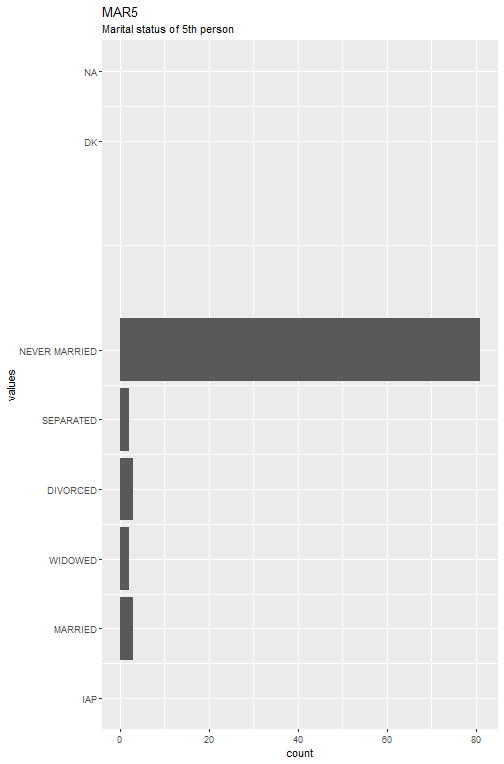 MAR5
Marital status of 5th person
NA
DK
NEVER MARRIED
SEPARATED
DIVORCED
WIDOWED
MARRIED
IAP
values
0 20 40 60 80
count